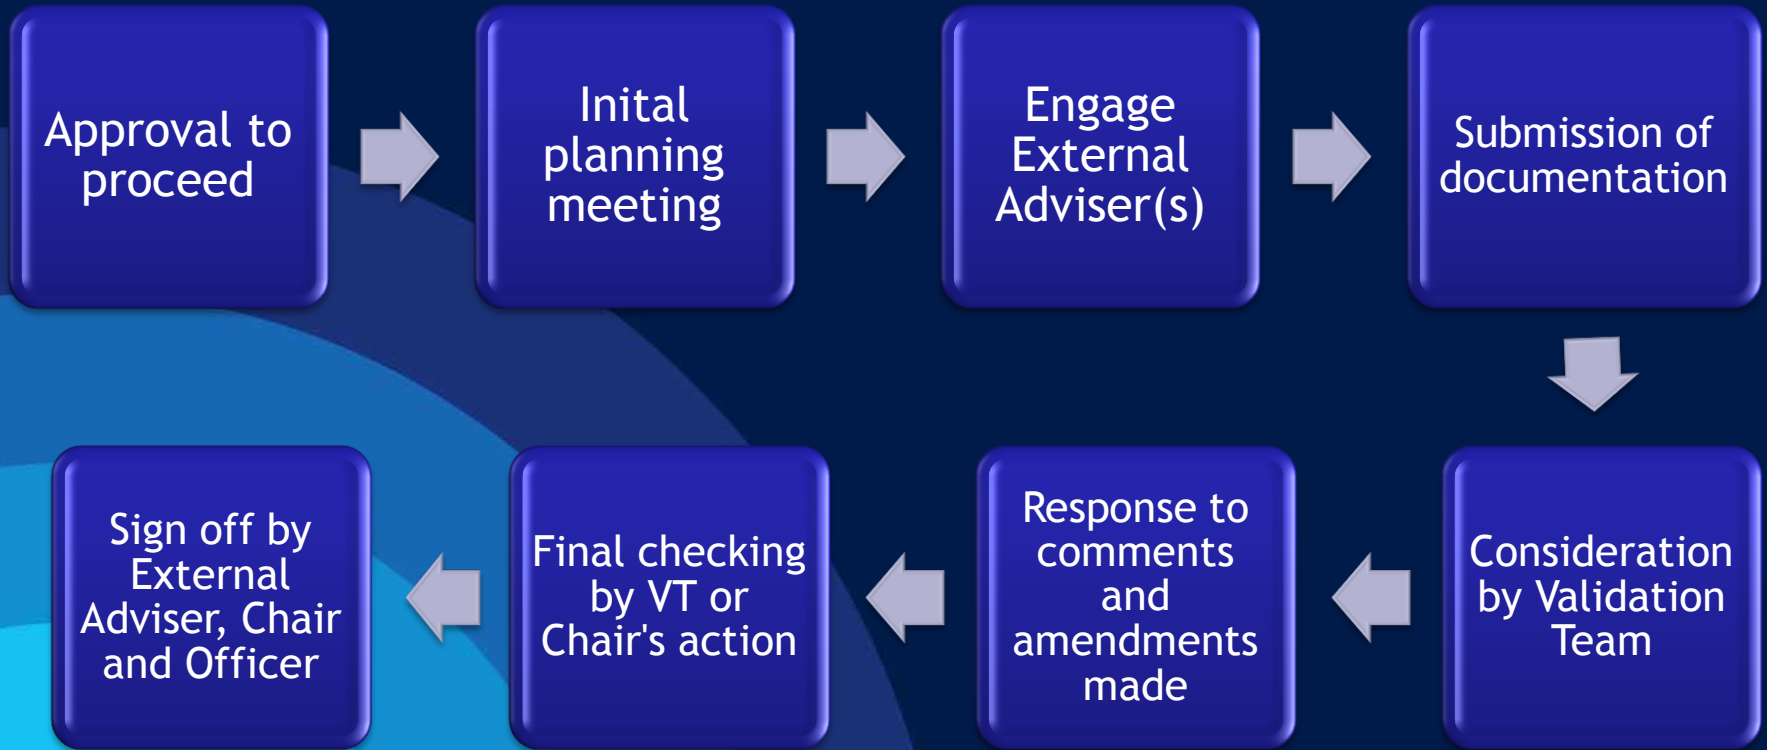 Approval to
proceed
Inital
planning
meeting
Engage
External
Adviser(s)
Submission of
documentation
Consideration
by Validation
Team
Response to
comments
and
amendments
made
Final checking
by VT or
Chair's action
Sign off by
External
Adviser, Chair
and Officer